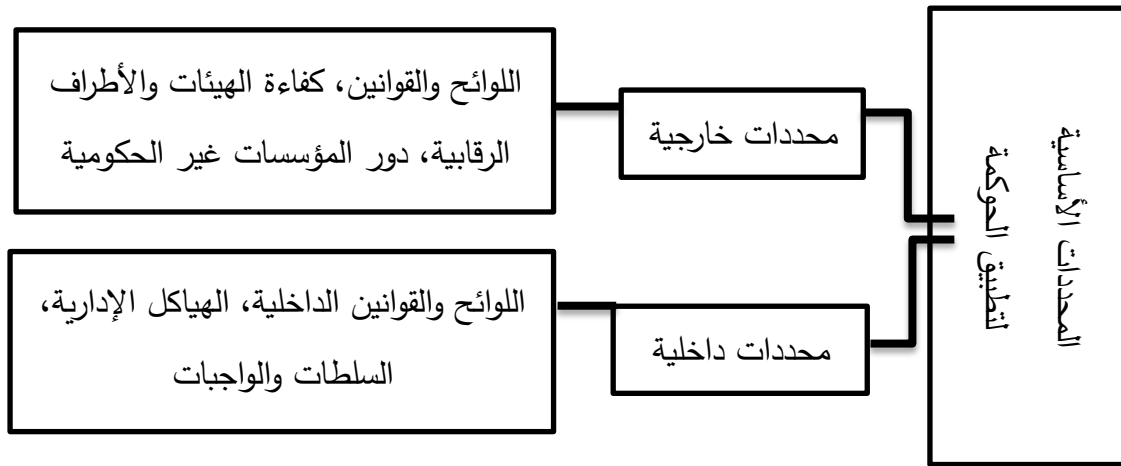 المحددات الأساسية
لتطبيق الحوكمة
محددات خارجية
اللوائح والقوانين، كفاءة الهيئات والأطراف
الرقابية، دور المؤسسات غير الحكومية
محددات داخلية
اللوائح والقوانين الداخلية، الهياكل الإدارية،
السلطات والواجبات